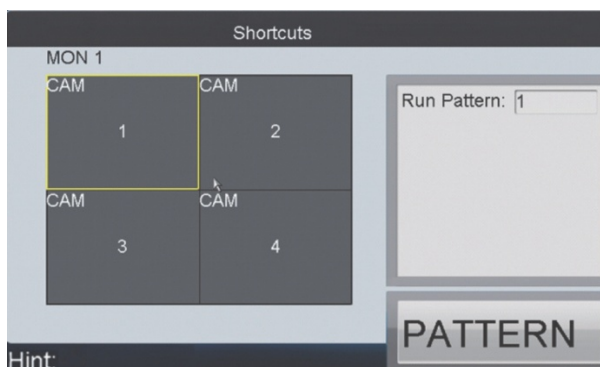 Shortcuts
MON 1
CAM CAM
1 2
CAM CAM
3 4
Run Pattern: 1
PATTERN
Hint: